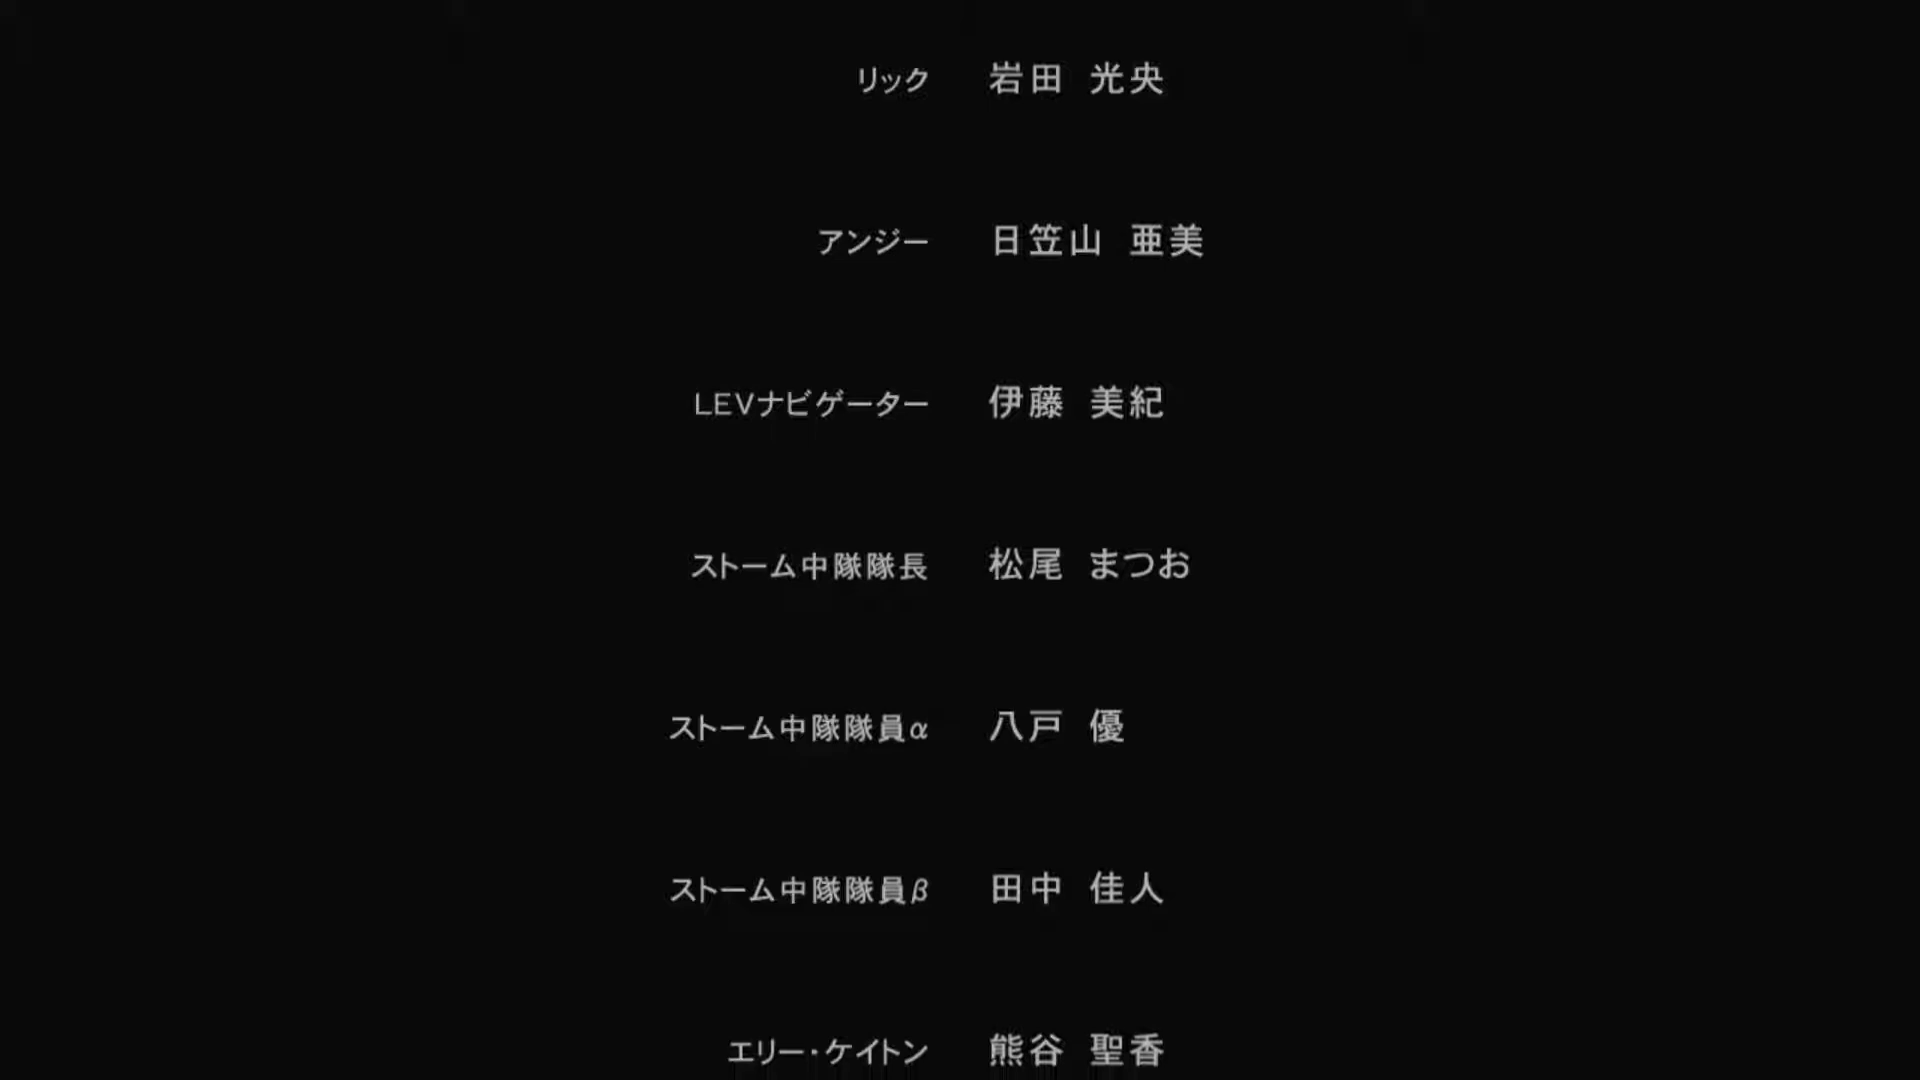 リック 岩田 光央
アンジー 日笠山 亜美
LEVナビゲーター 伊藤 美紀
ストーム中隊隊長 松尾 まつお
ストーム中隊隊員α 八戸 優
ストーム中隊隊員β 田中 佳人
エリー・ケイトン 熊谷 聖香